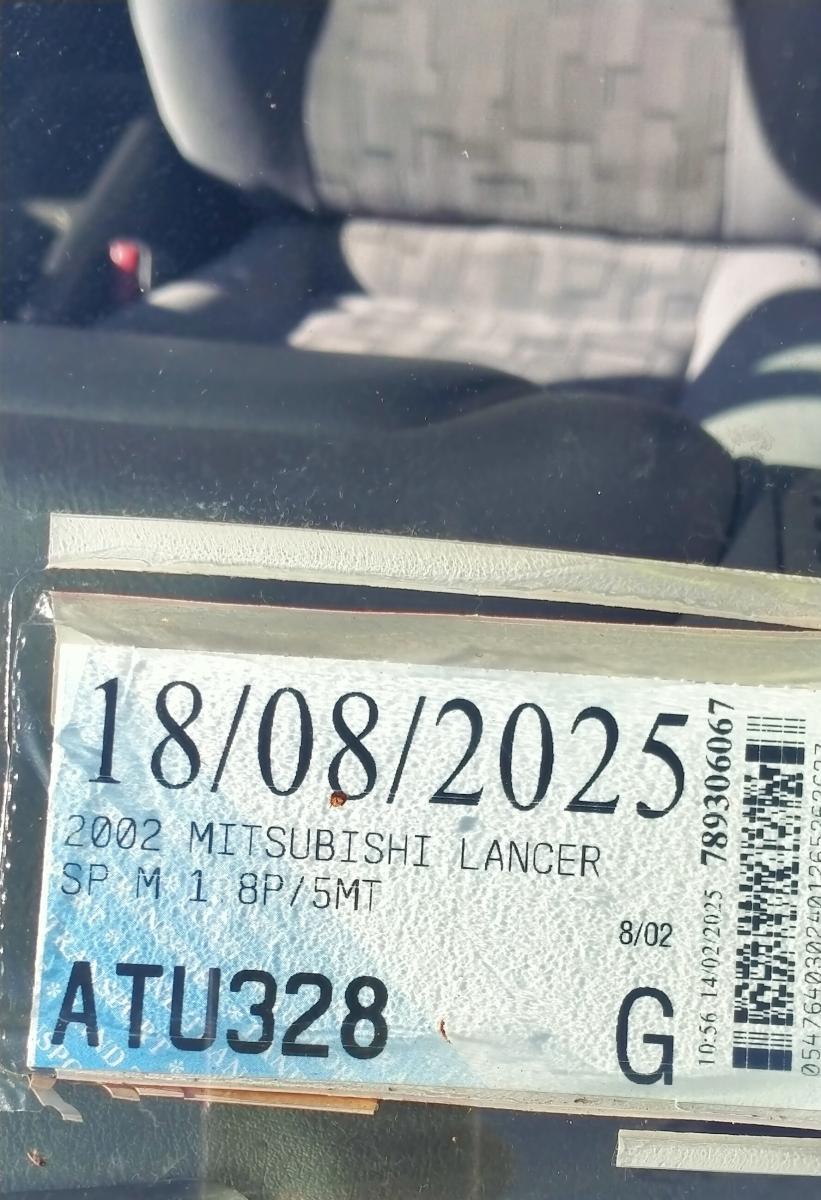 18/08/2025
2002 MITSUBISHI LANCER
SP M 1 8P/5MT
8/02
ATU328
G
10:56 14/02/2025 789306067